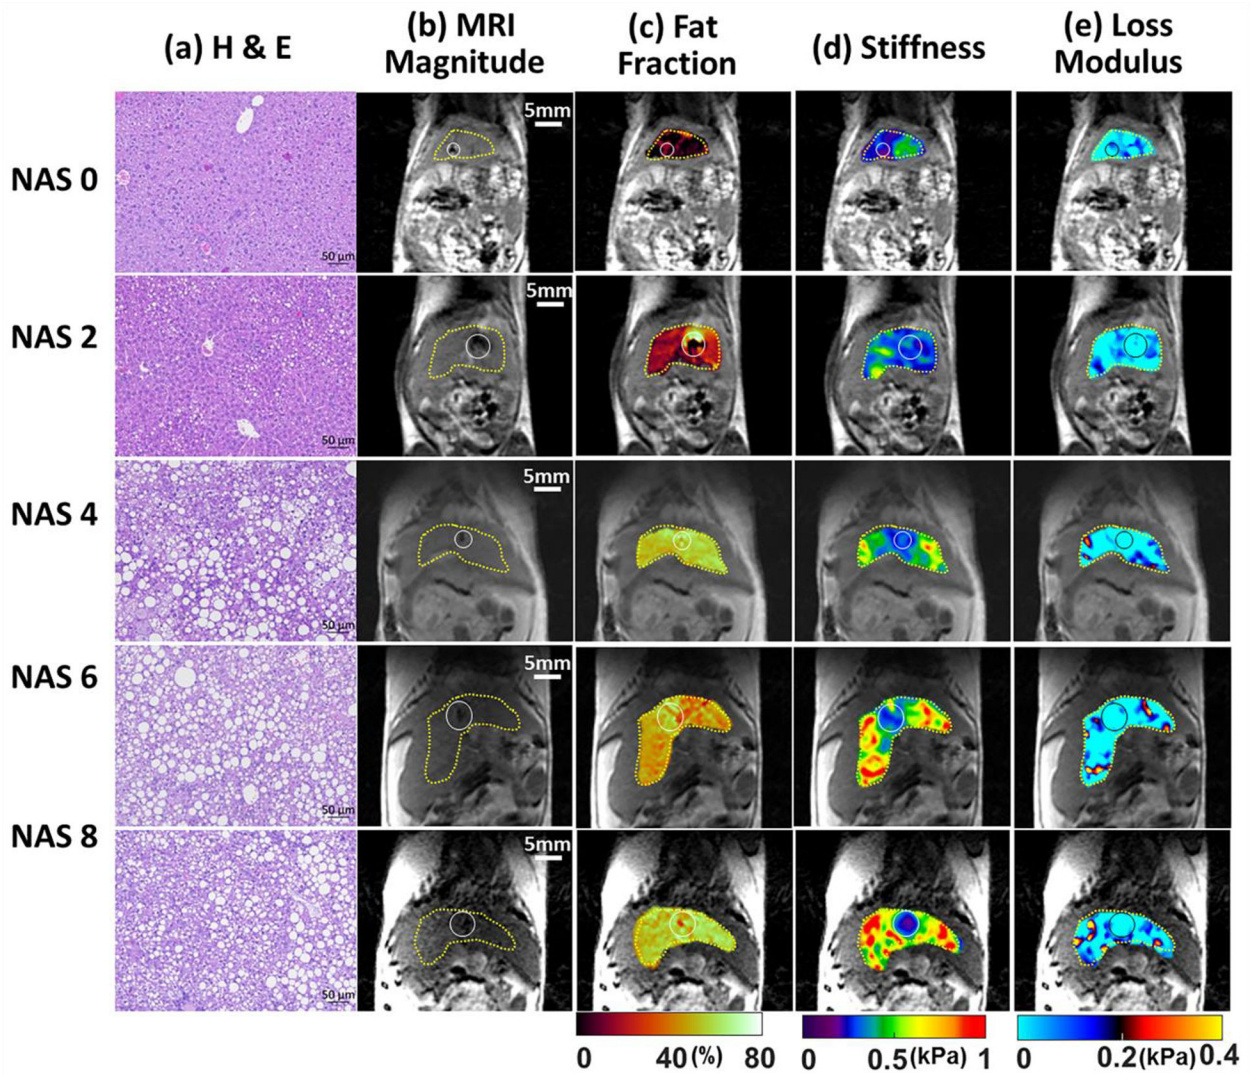 (a) H & E
(b) MRI
Magnitude
(c) Fat
Fraction
(d) Stiffness
(e) Loss
Modulus
NAS 0
50 µm
5mm
NAS 2
50 µm
5mm
NAS 4
50 µm
5mm
NAS 6
50 µm
5mm
NAS 8
50 µm
5mm
0 40 (%) 80
0 0.5(kPa) 1
0 0.2(kPa) 0.4